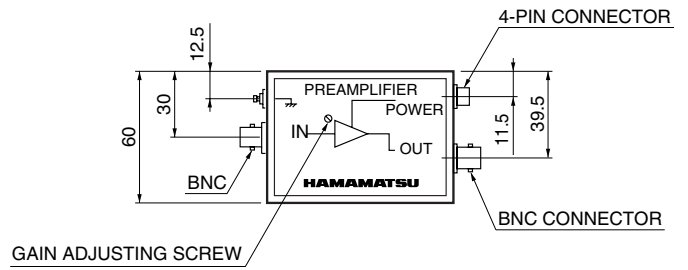 4-PIN CONNECTOR
12.5
30
60
PREAMPLIFIER
POWER
IN
OUT
11.5
39.5
BNC
HAMAMATSU
BNC CONNECTOR
GAIN ADJUSTING SCREW